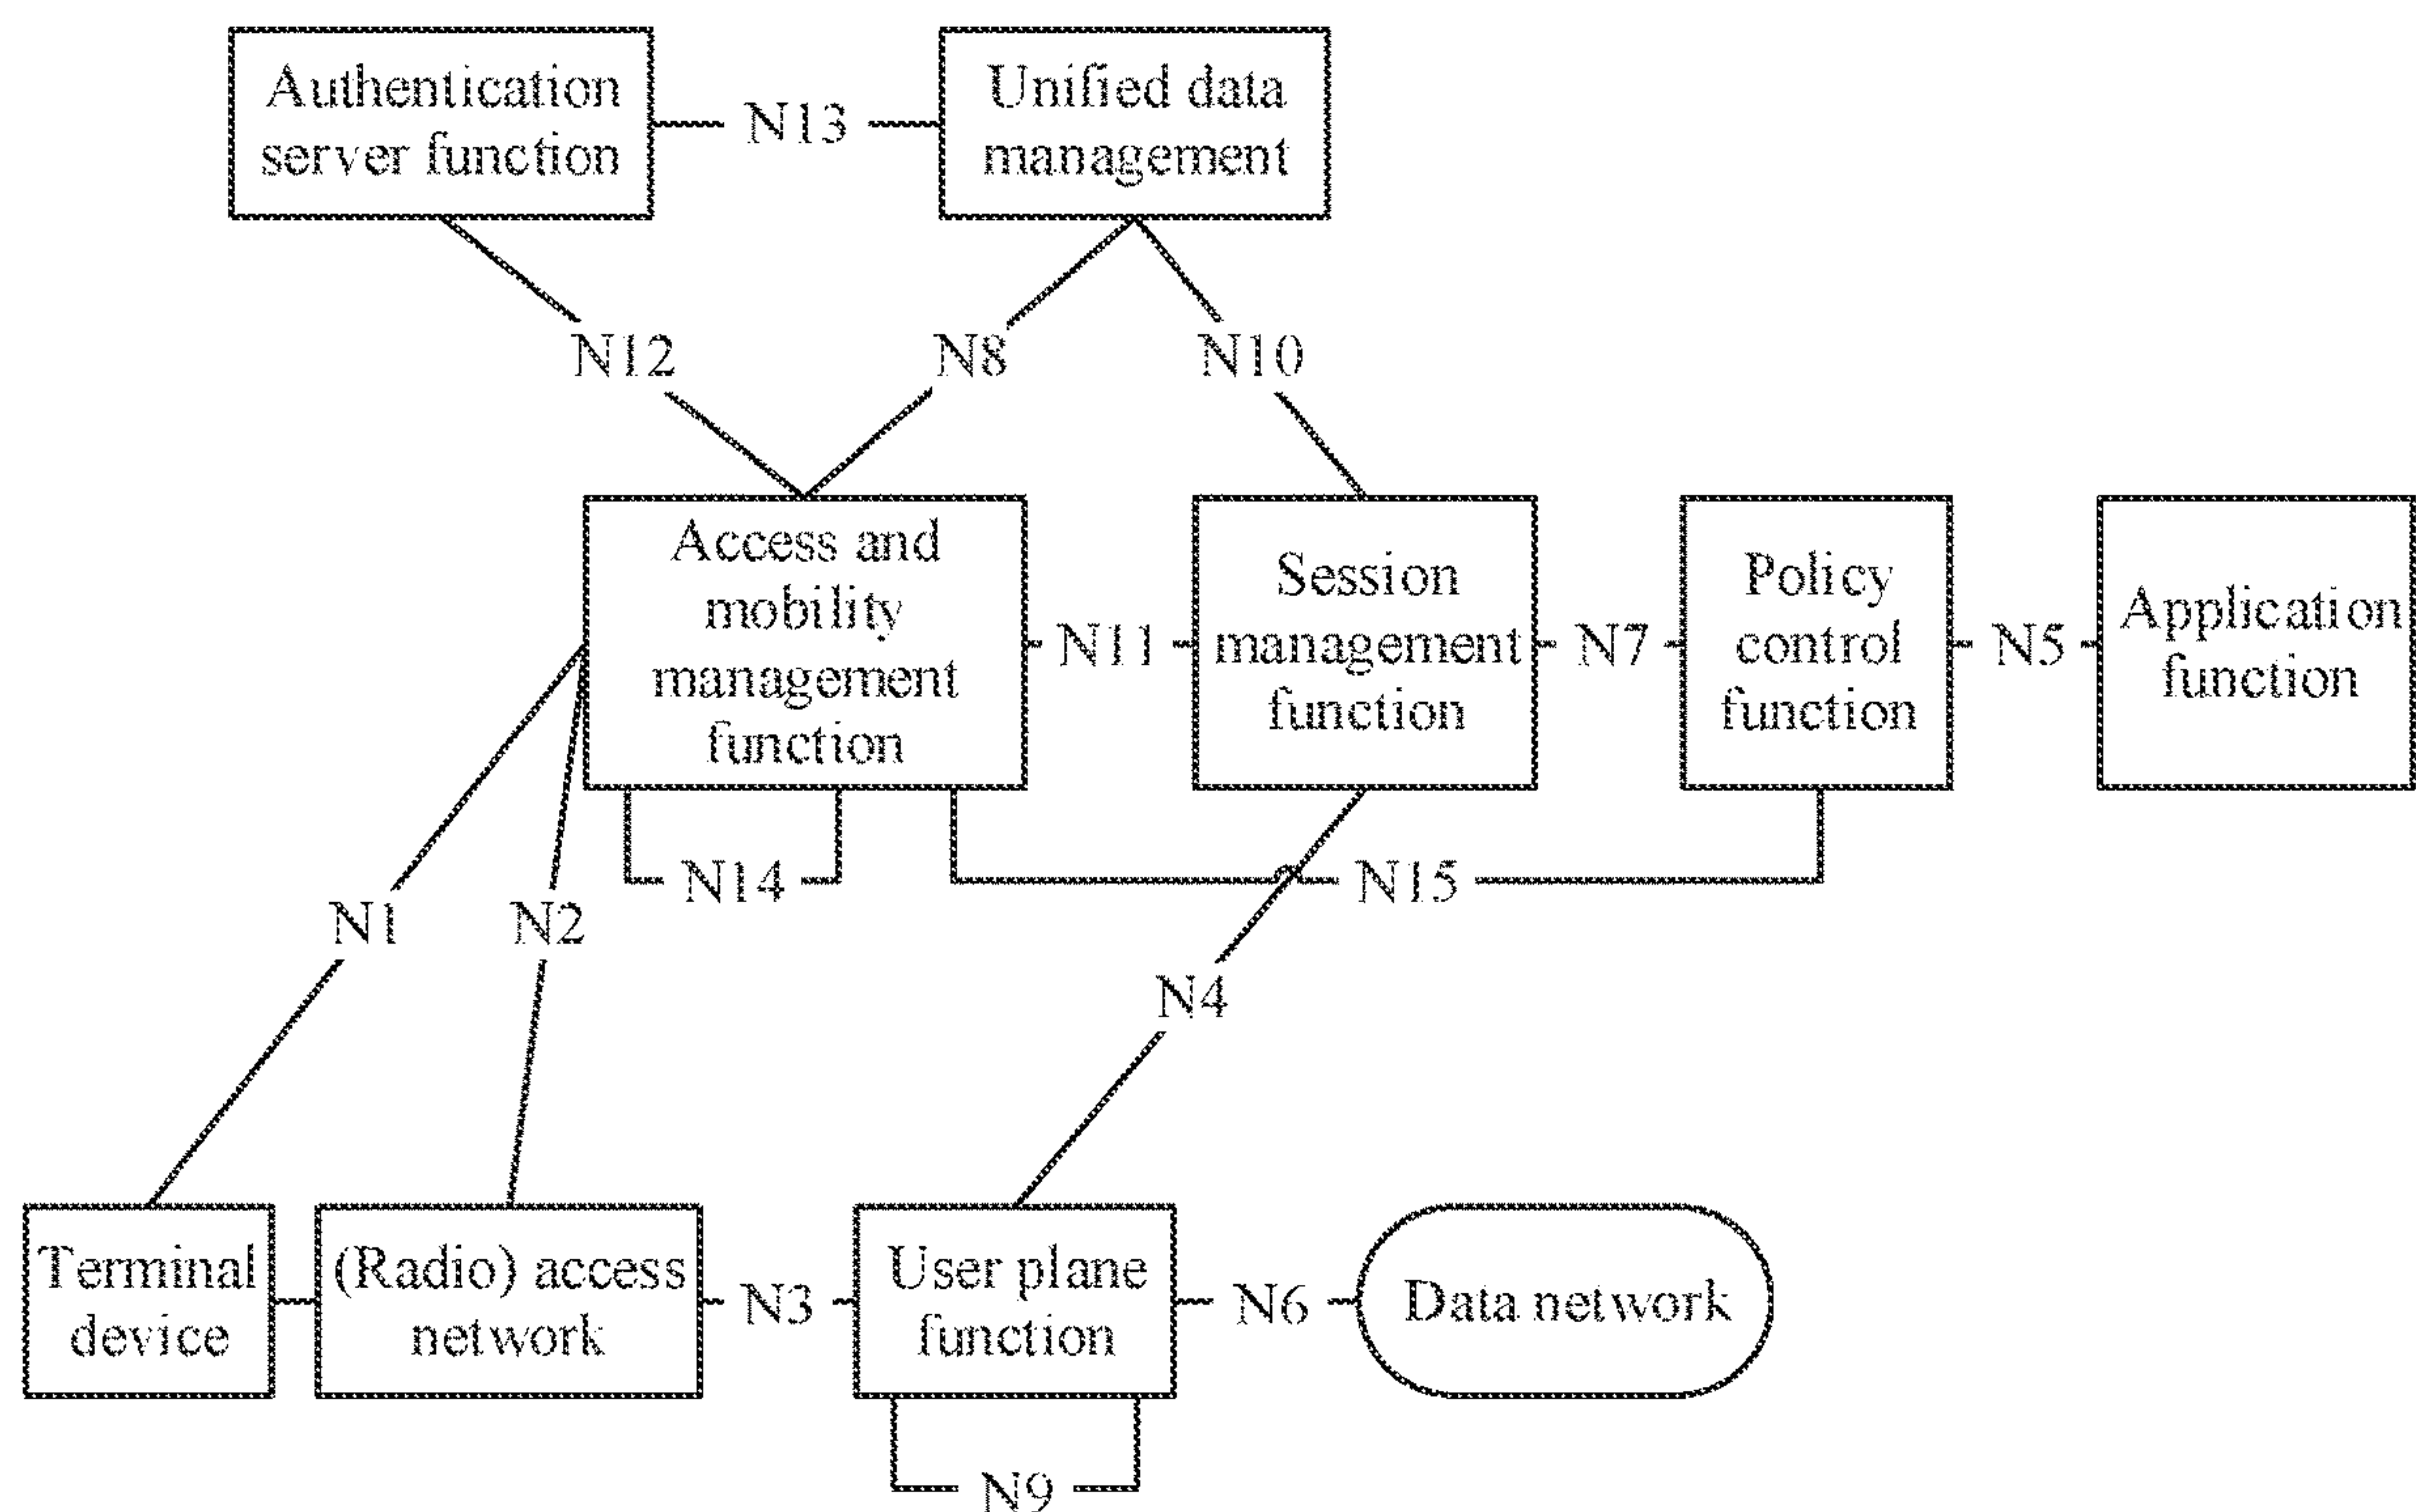 Authentication
server function
N13
Unified data
management
N12
N8
N10
Access and
mobility
management
function
N11
Session
management
function
N7
Policy
control
function
N5
Application
function
N14
N15
N1
N2
N4
Terminal
device
(Radio) access
network
N3
User plane
function
N6
Data network
N9